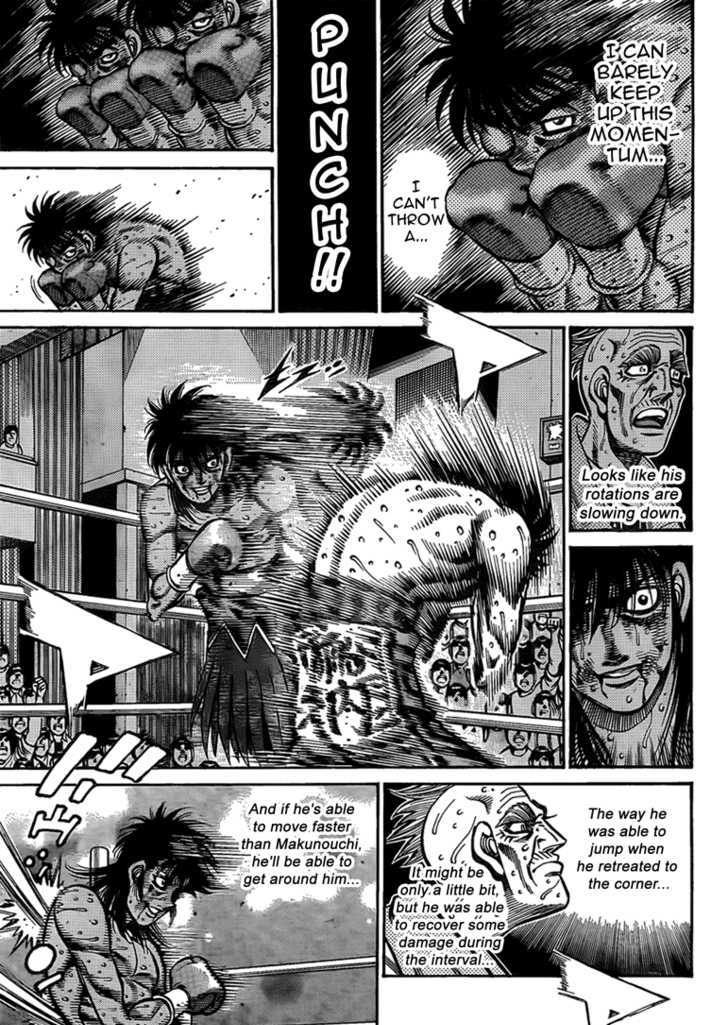 I CAN
BARELY
KEEP
UP THIS
MOMEN-
TUM...
I
CAN'T
THROW
A...
PUNCH!!
Looks like his
rotations are
slowing down.
The way he
was able to
jump when
he retreated to
the corner...
It might be
only a little bit,
but he was able
to recover some
damage during
the interval...
And if he's able
to move faster
than Makunouchi,
he'll be able to
get around him...